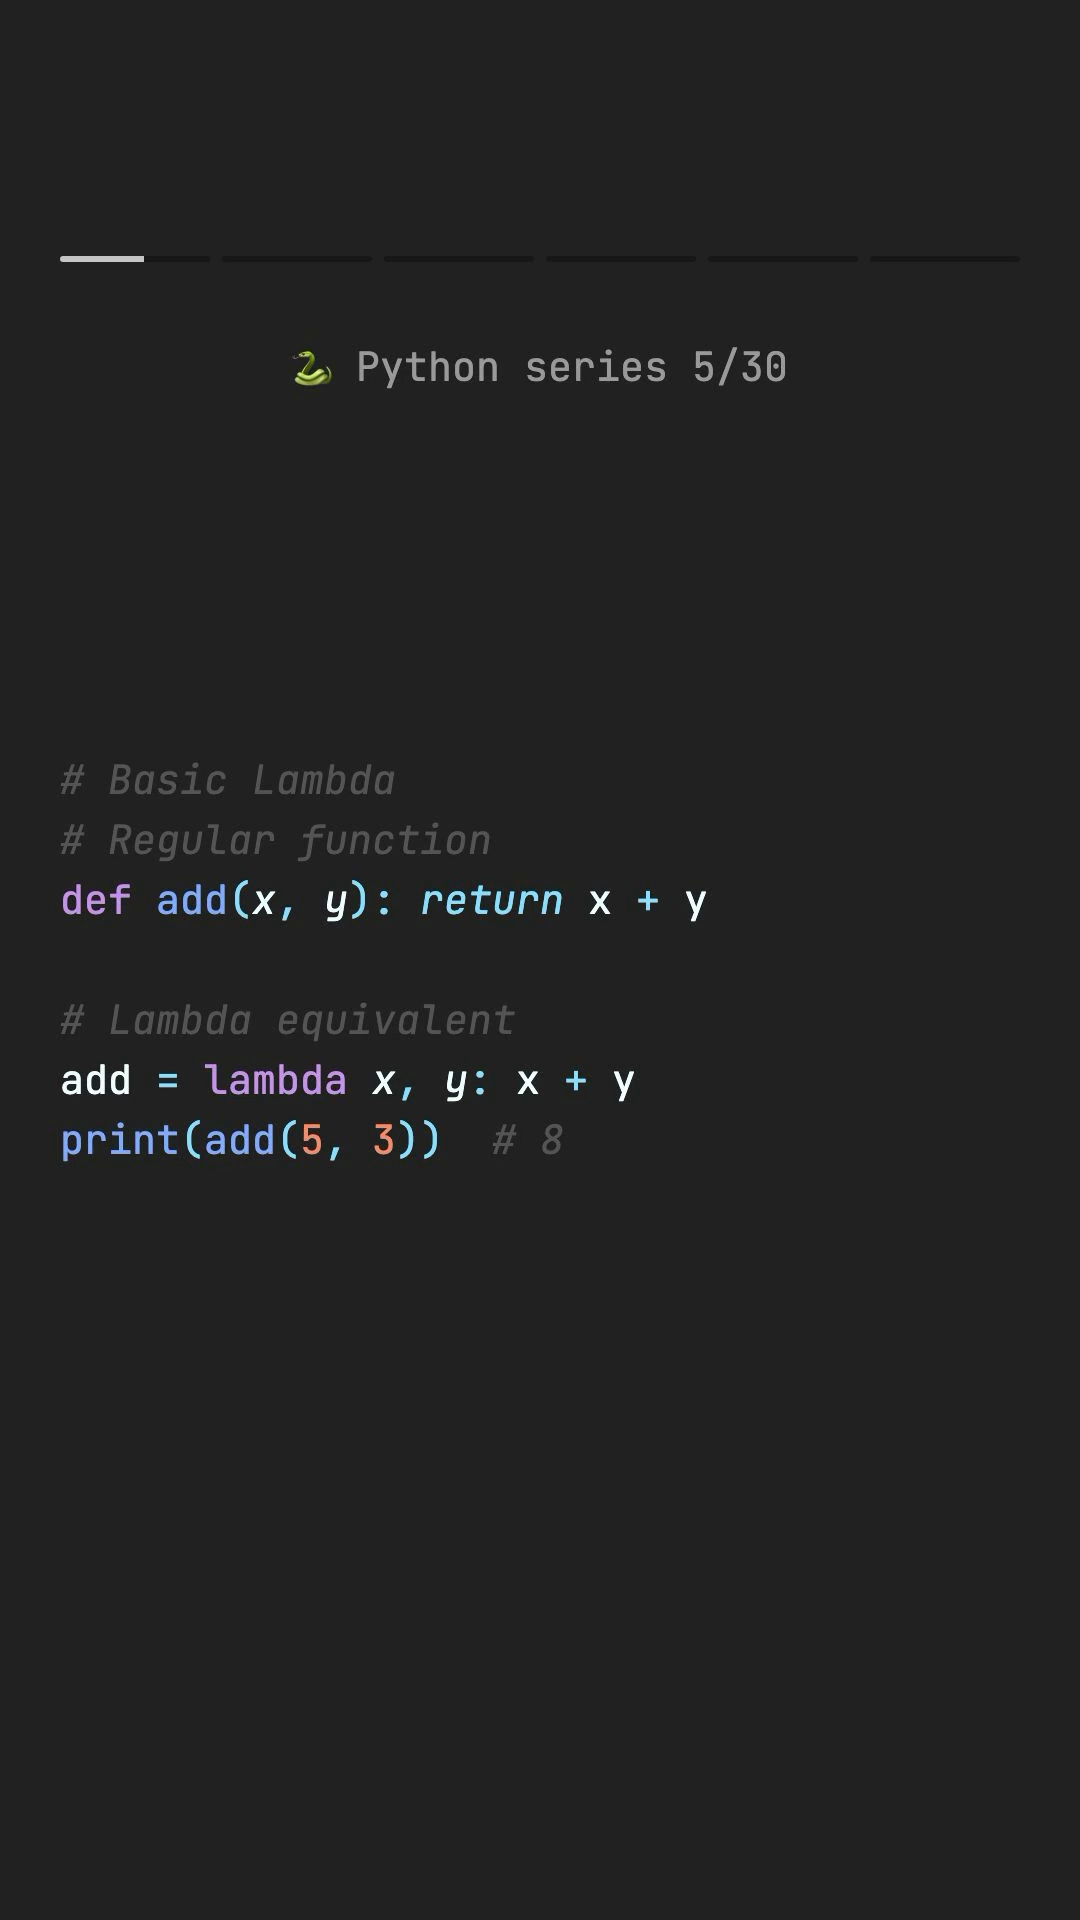 🐍 Python series 5/30
# Basic Lambda
# Regular function
def add(x, y): return x + y
# Lambda equivalent
add = lambda x, y: x + y
print(add(5, 3))  # 8